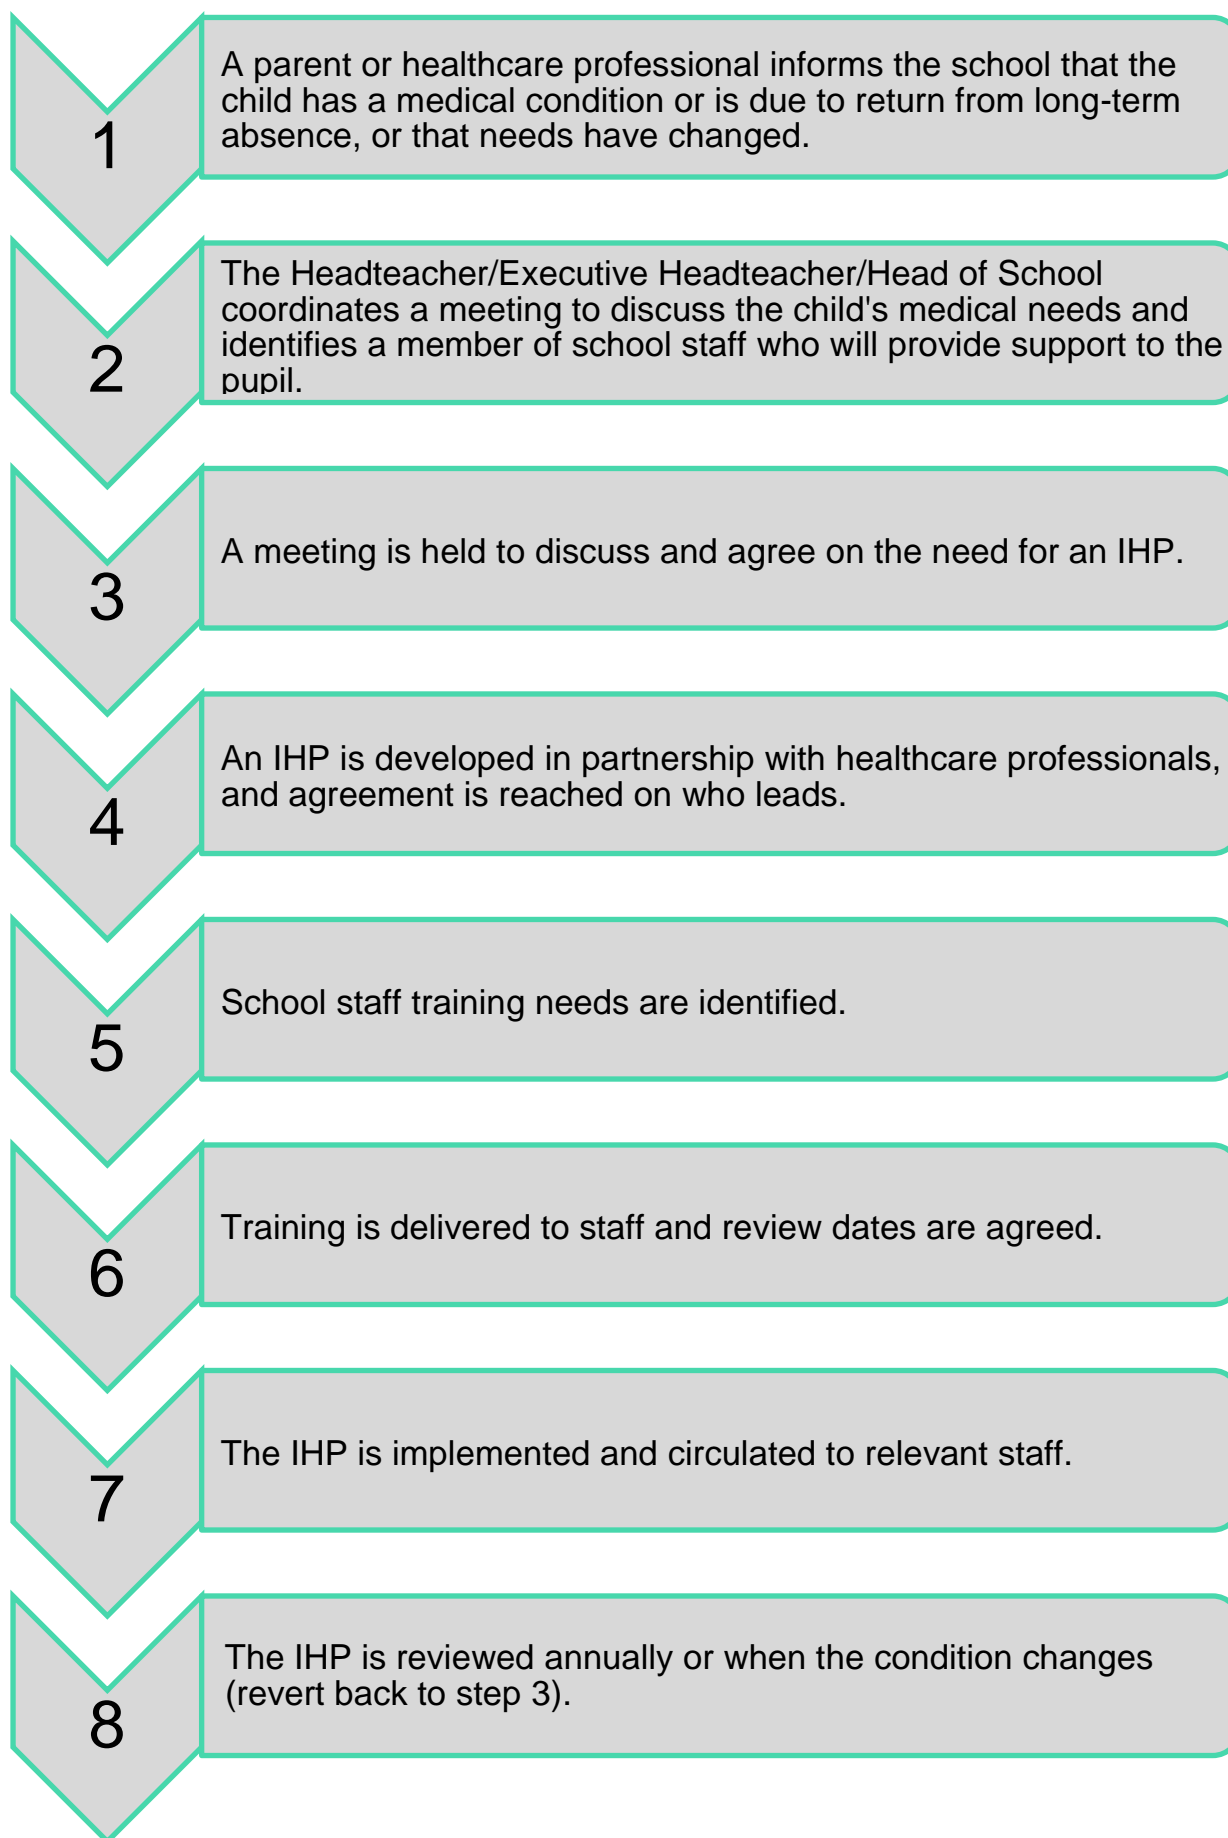 1
A parent or healthcare professional informs the school that the
child has a medical condition or is due to return from long-term
absence, or that needs have changed.
2
The Headteacher/Executive Headteacher/Head of School
coordinates a meeting to discuss the child's medical needs and
identifies a member of school staff who will provide support to the
pupil.
3
A meeting is held to discuss and agree on the need for an IHP.
4
An IHP is developed in partnership with healthcare professionals,
and agreement is reached on who leads.
5
School staff training needs are identified.
6
Training is delivered to staff and review dates are agreed.
7
The IHP is implemented and circulated to relevant staff.
8
The IHP is reviewed annually or when the condition changes
(revert back to step 3).